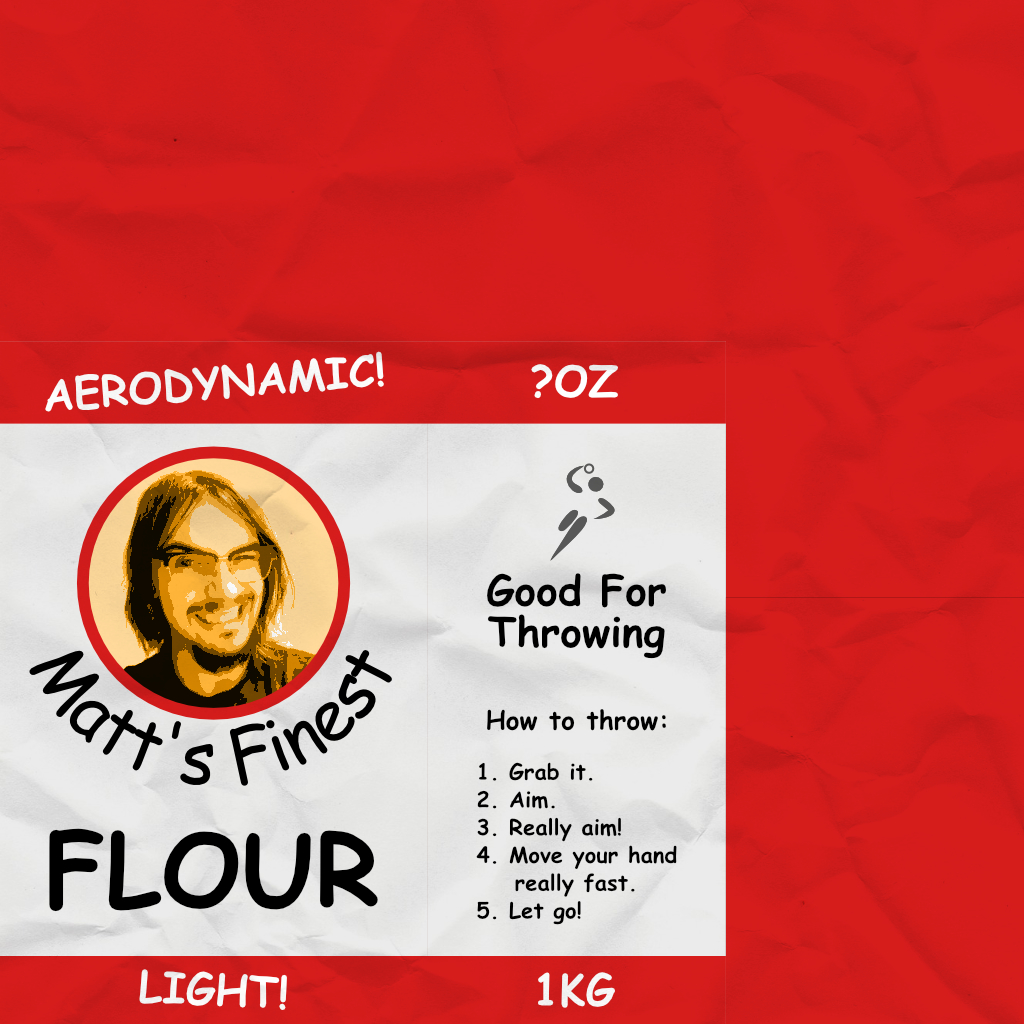 AERODYNAMIC!
Matt's Finest
FLOUR
LIGHT!
?OZ
Good For
Throwing
How to throw:
1. Grab it.
2. Aim.
3. Really aim!
4. Move your hand
really fast.
5. Let go!
1KG